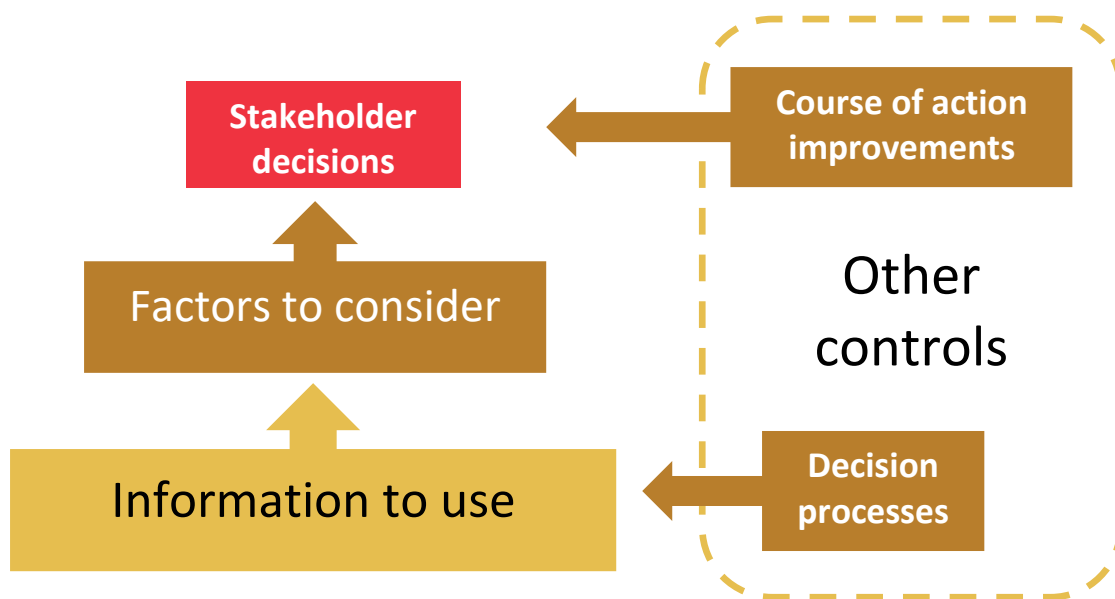 Stakeholder
decisions
Factors to consider
Information to use
Course of action
improvements
Other
controls
Decision
processes